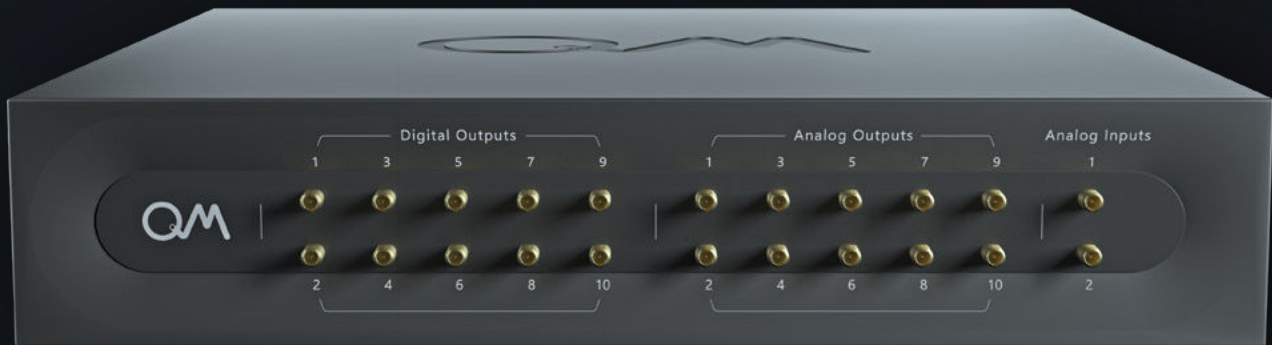 QM
Digital Outputs
Analog Outputs
Analog Inputs
1 3 5 7 9
1 3 5 7 9
1
QM
2 4 6 8 10
2 4 6 8 10
2